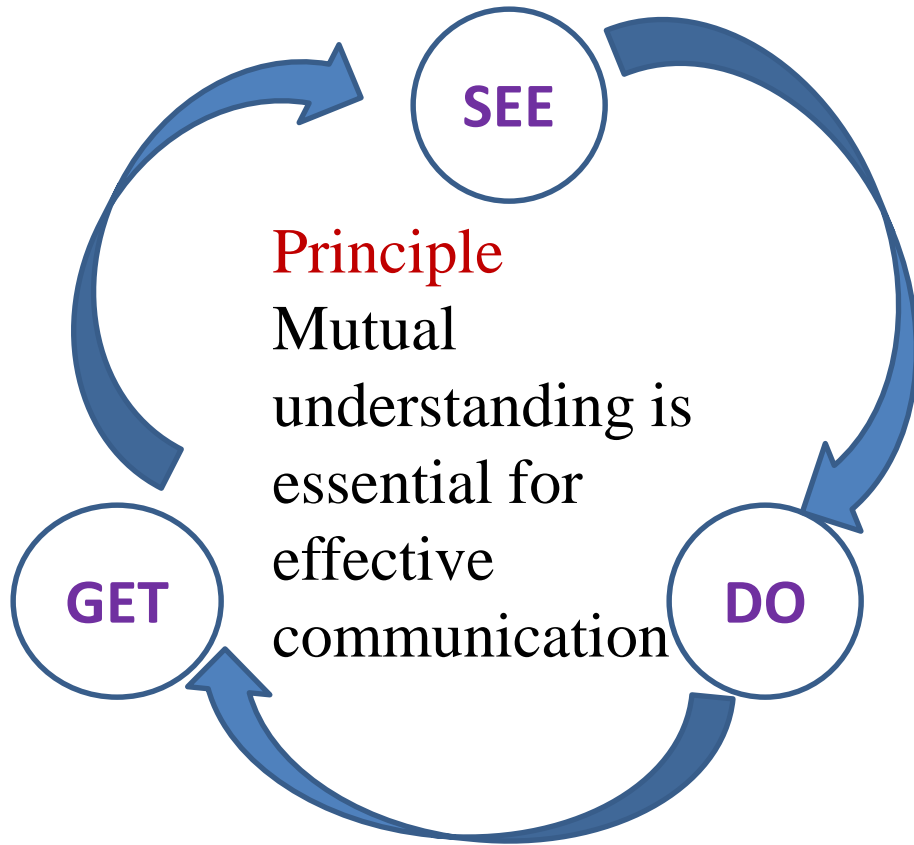 SEE
Principle
Mutual
understanding is
essential for
effective
communication
GET
DO